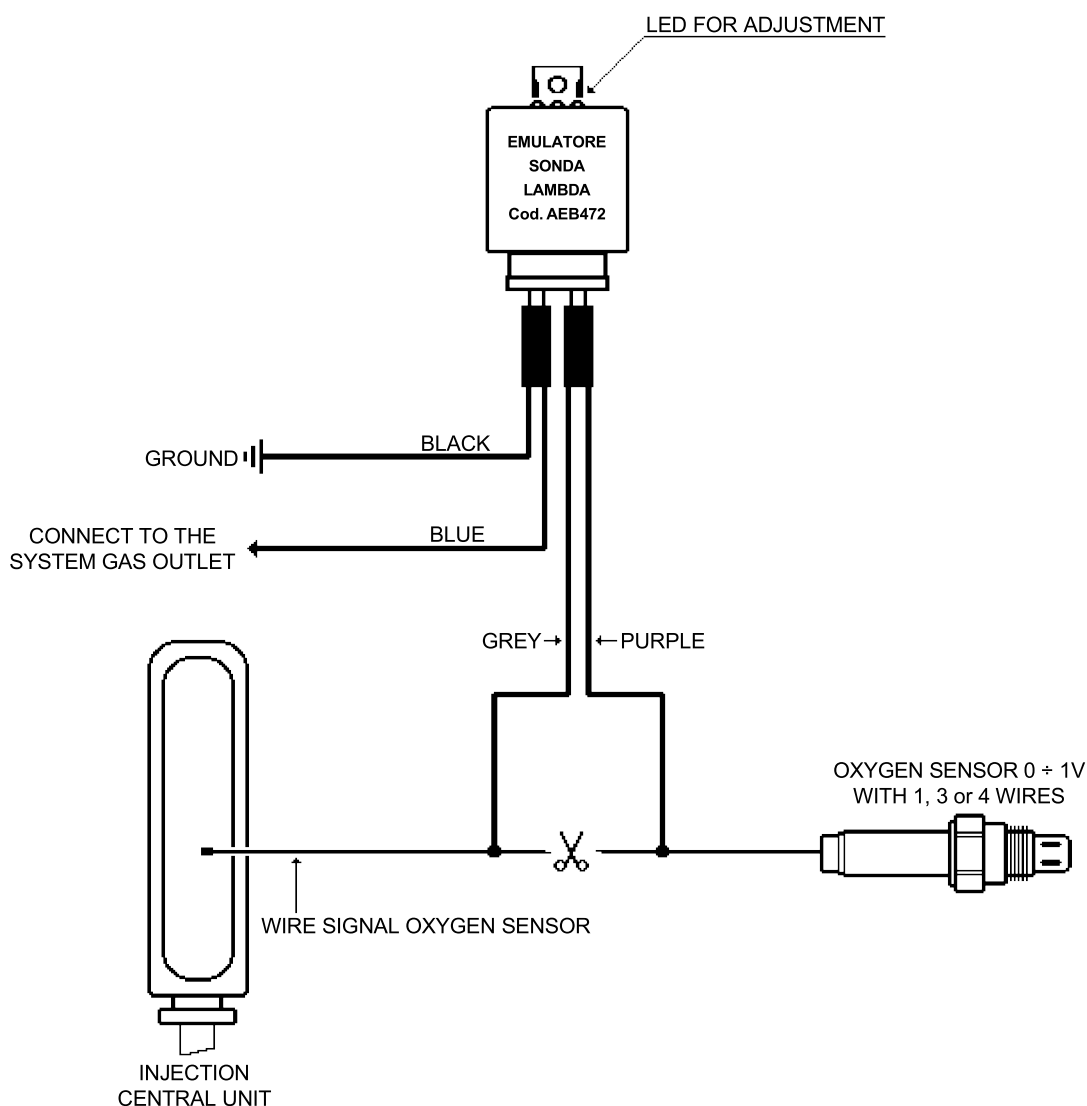 LED FOR ADJUSTMENT
EMULATORE
SONDA
LAMBDA
Cod. AEB472
BLACK
GROUND
BLUE
CONNECT TO THE
SYSTEM GAS OUTLET
GREY
PURPLE
OXYGEN SENSOR 0 ÷ 1V
WITH 1, 3 or 4 WIRES
WIRE SIGNAL OXYGEN SENSOR
INJECTION
CENTRAL UNIT